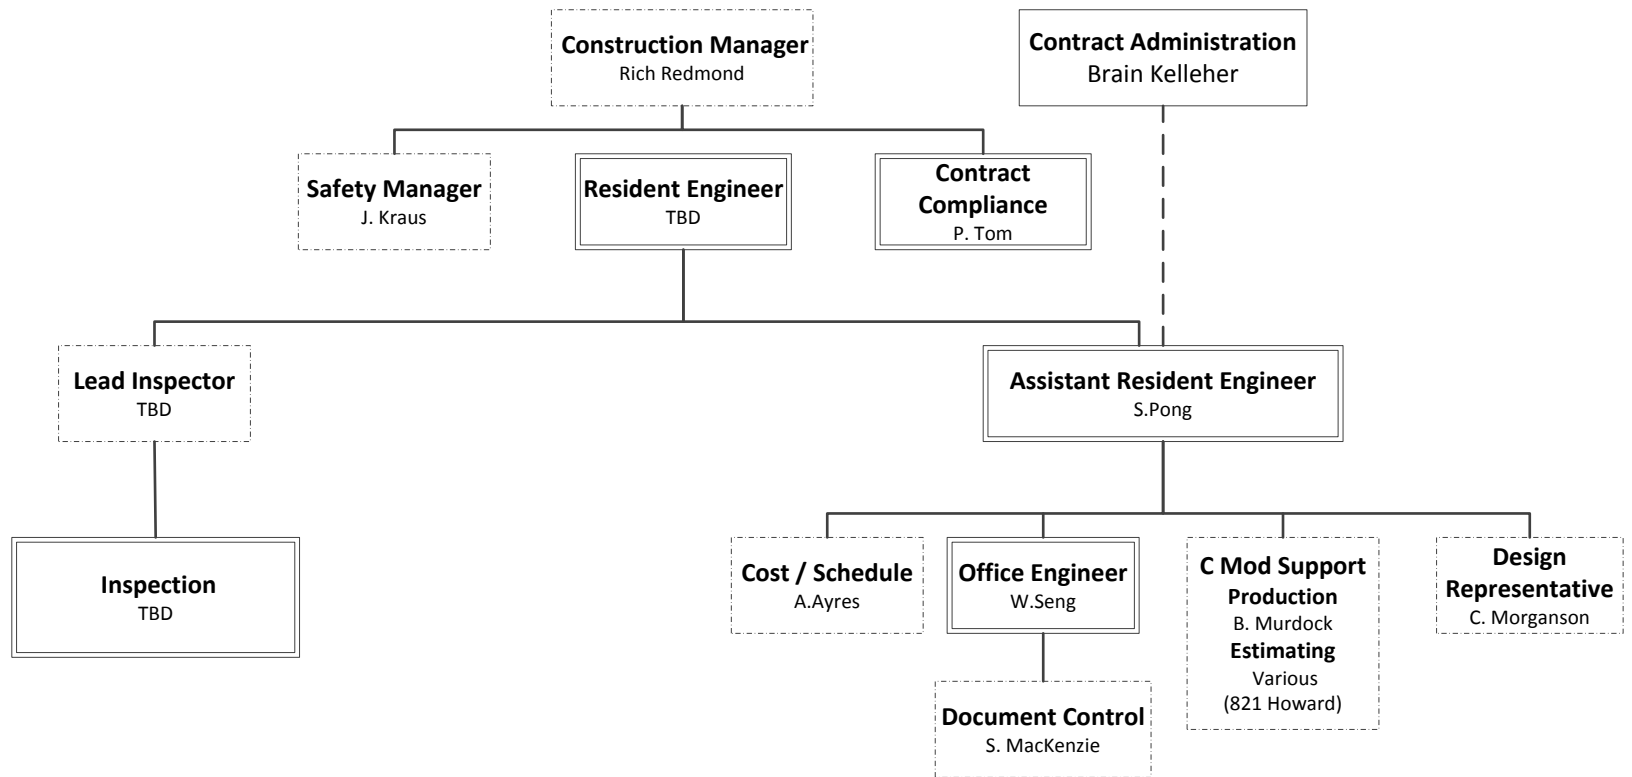 Construction Manager
Rich Redmond
Contract Administration
Brain Kelleher
Safety Manager
J. Kraus
Resident Engineer
TBD
Contract
Compliance
P. Tom
Lead Inspector
TBD
Assistant Resident Engineer
S.Pong
Inspection
TBD
Cost / Schedule
A.Ayres
Office Engineer
W.Seng
C Mod Support
Production
B. Murdock
Estimating
Various
(821 Howard)
Design
Representative
C. Morganson
Document Control
S. MacKenzie